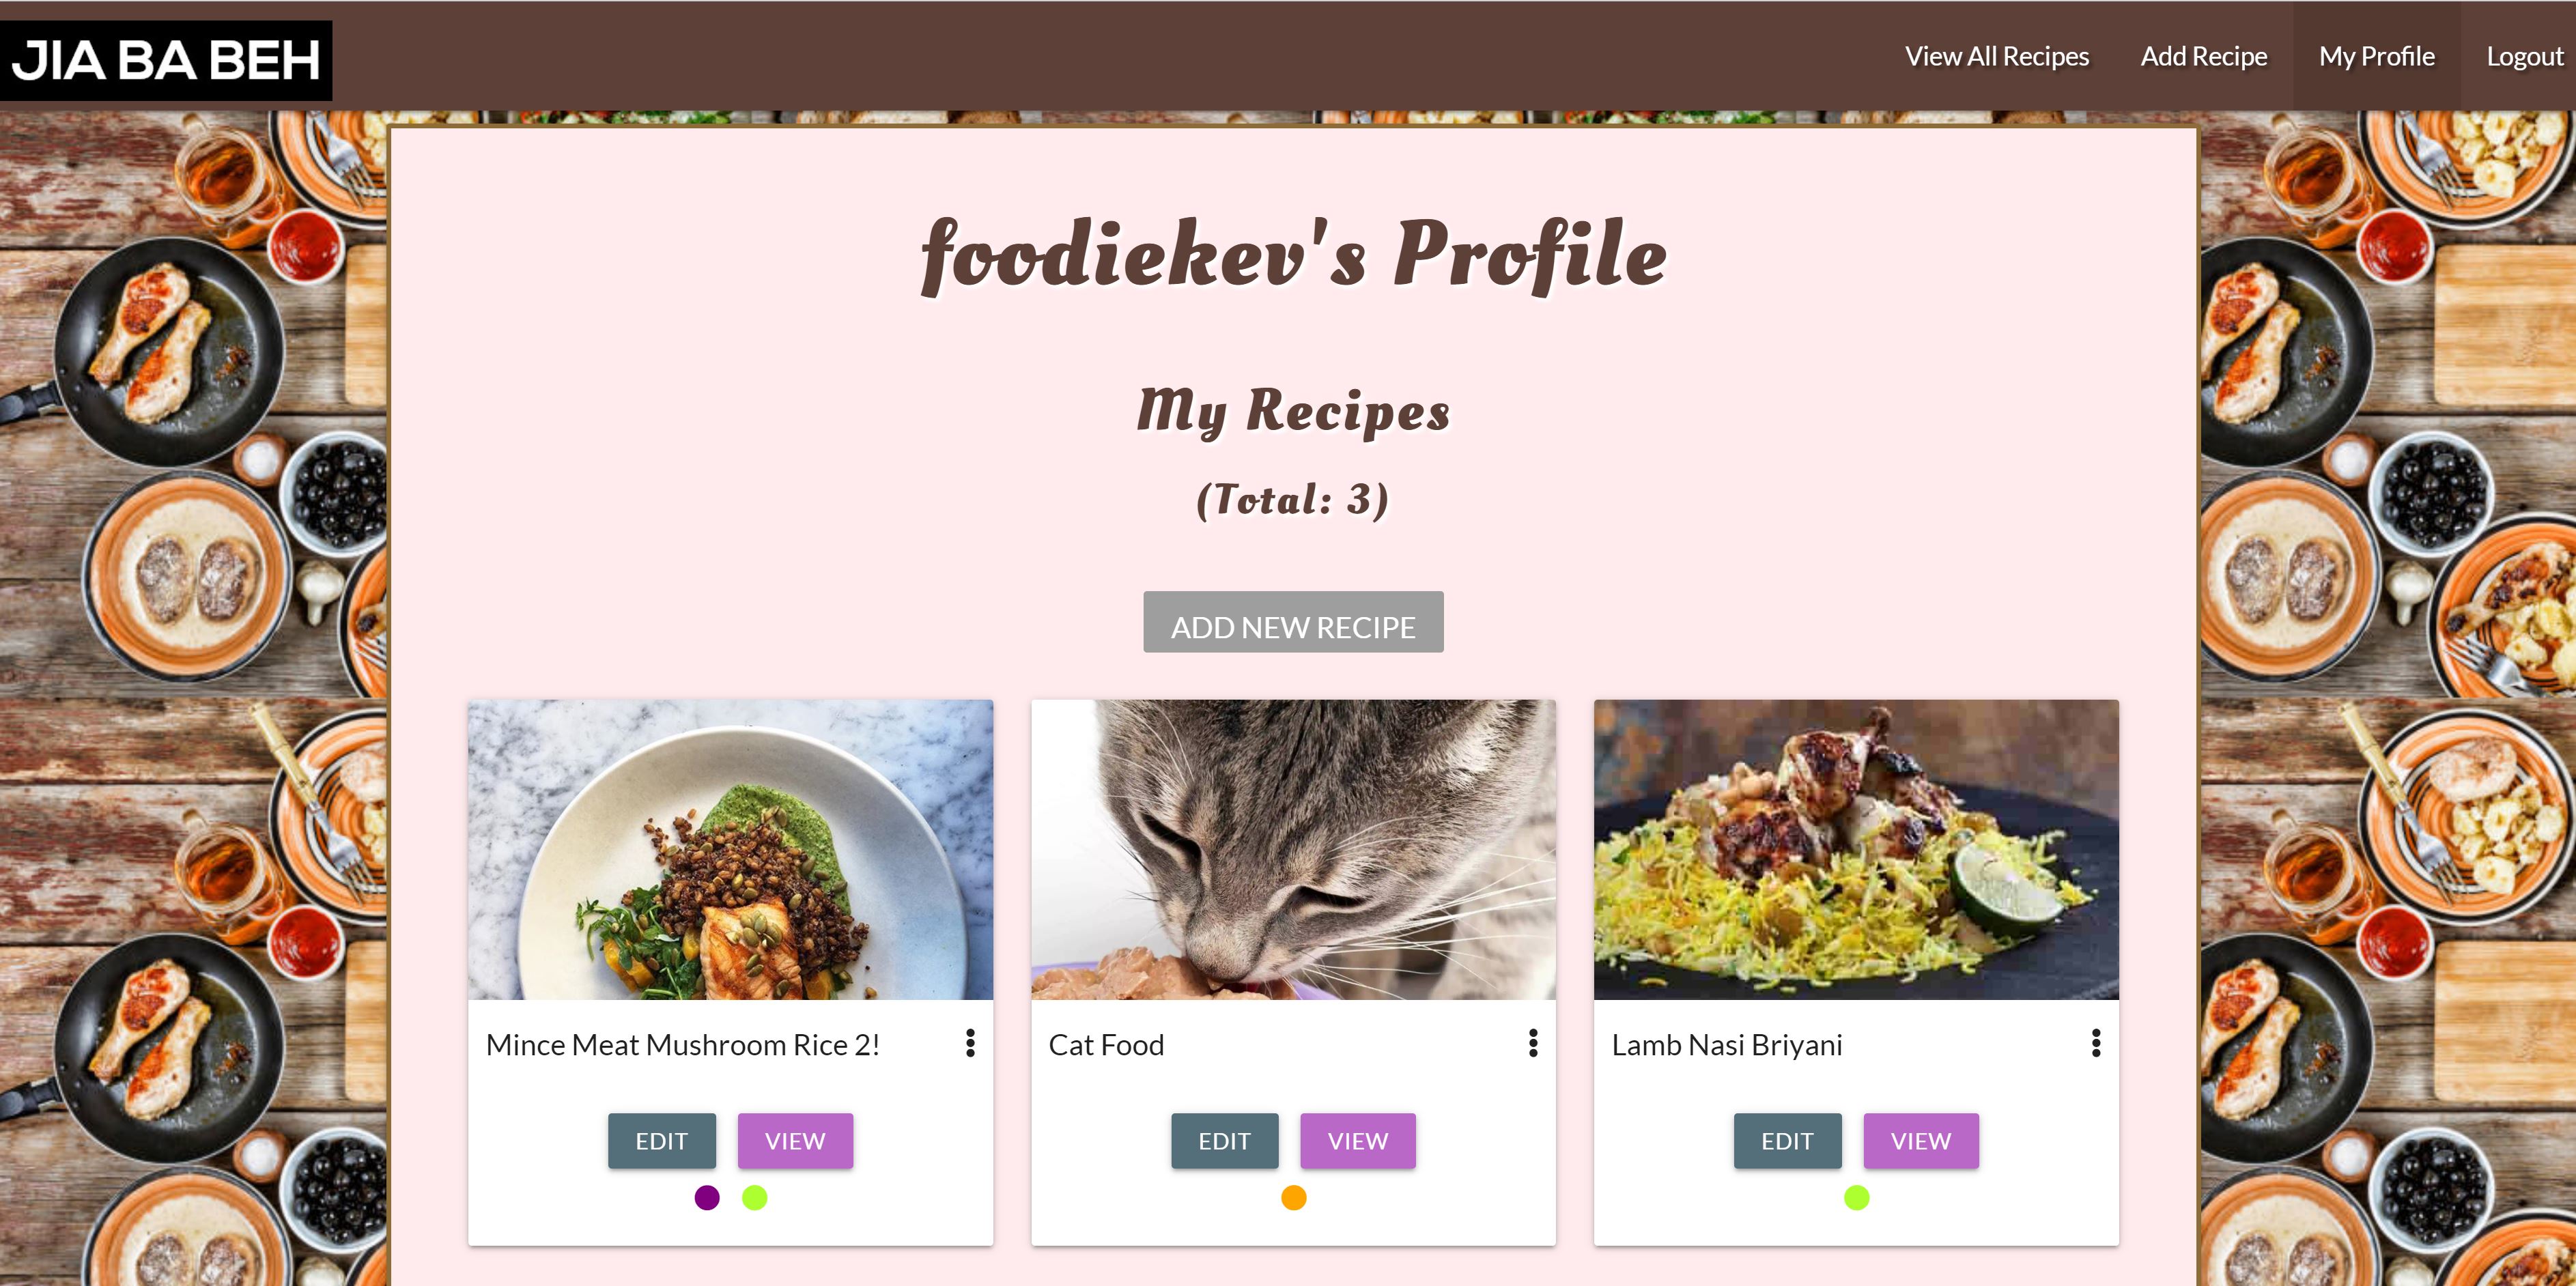 JIA BA BEH
View All Recipes
Add Recipe
My Profile
Logout
foodiekev's Profile
My Recipes
(Total: 3)
ADD NEW RECIPE
Mince Meat Mushroom Rice 2!
EDIT
VIEW
Cat Food
EDIT
VIEW
Lamb Nasi Briyani
EDIT
VIEW